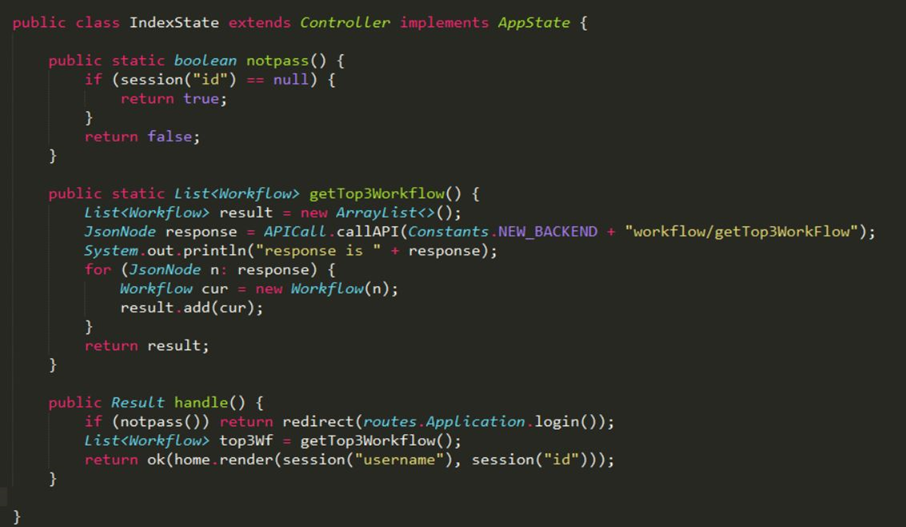 public class IndexState extends Controller implements AppState {
public static boolean notpass() {
if (session("id") == null) {
return true;
}
return false;
}
public static List<Workflow> getTop3Workflow() {
List<Workflow> result = new ArrayList<>();
JsonNode response = APICall.callAPI(Constants.NEW_BACKEND + "workflow/getTop3WorkFlow");
System.out.println("response is " + response);
for (JsonNode n: response) {
Workflow cur = new Workflow(n);
result.add(cur);
}
return result;
}
public Result handle() {
if (notpass()) return redirect(routes.Application.login());
List<Workflow> top3Wf = getTop3Workflow();
return ok(home.render(session("username"), session("id")));
}
}